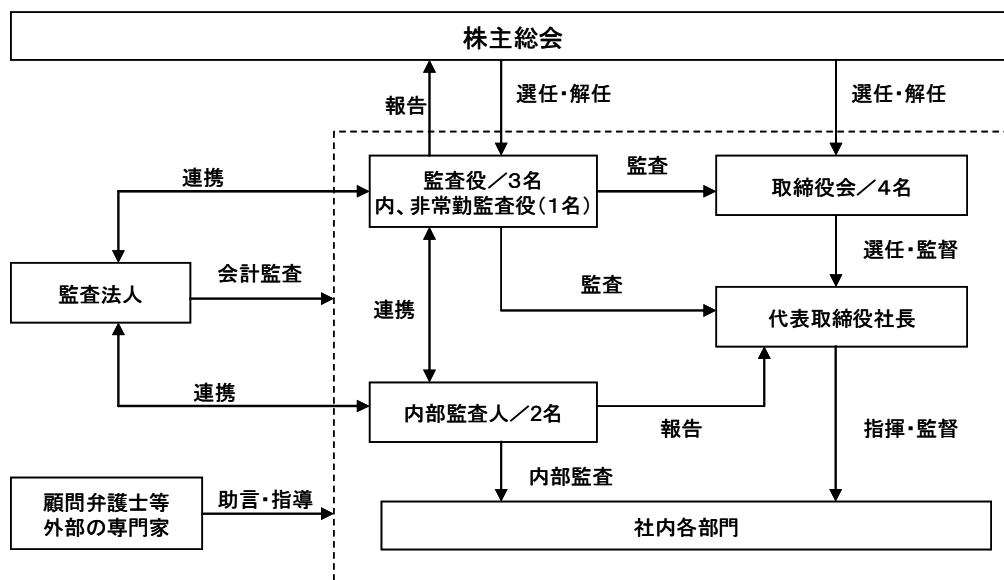 株主総会
報告
選任・解任
選任・解任
連携
監査役／3名
内、非常勤監査役(1名)
監査
取締役会／4名
選任・監督
監査法人
会計監査
連携
監査
代表取締役社長
連携
内部監査人／2名
報告
指揮・監督
内部監査
顧問弁護士等
外部の専門家
助言・指導
社内各部門